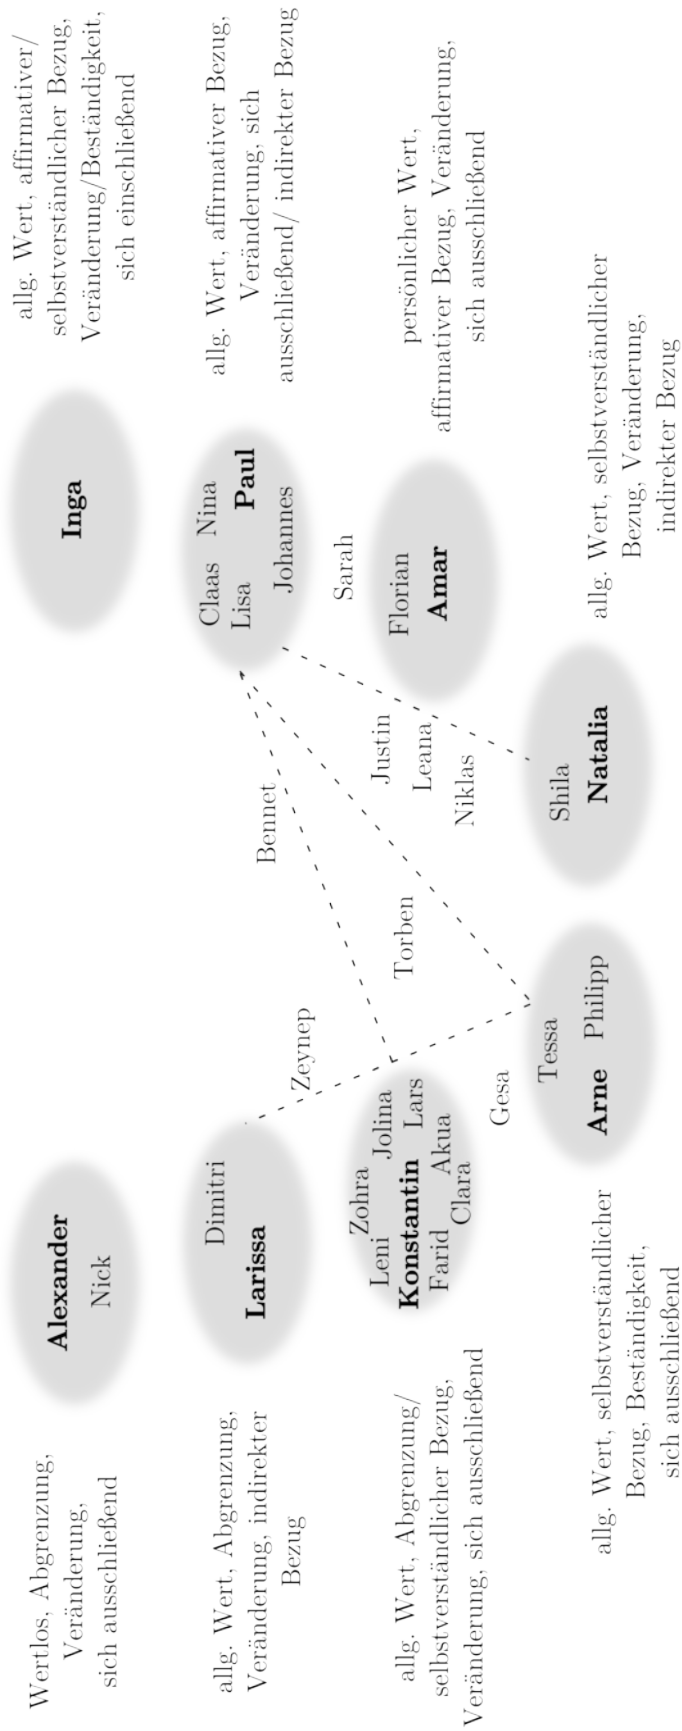 Wertlos, Abgrenzung,
Veränderung,
sich ausschließend
Alexander
Nick
Inga
allg. Wert, affirmativer/
selbstverständlicher Bezug,
Veränderung/Beständigkeit,
sich einschließend
allg. Wert, Abgrenzung,
Veränderung, indirekter
Bezug
Dimitri
Larissa
Zeynep
Bennet
Claas Nina
Lisa Paul
Johannes
allg. Wert, affirmativer Bezug,
Veränderung, sich
ausschließend/ indirekter Bezug
Sarah
allg. Wert, Abgrenzung/
selbstverständlicher Bezug,
Veränderung, sich ausschließend
Zohra
Leni Jolina
Konstantin Lars
Farid Akua
Clara
Torben
Justin
Leana
Niklas
Florian
Amar
persönlicher Wert,
affirmativer Bezug, Veränderung,
sich ausschließend
Gesa
allg. Wert, selbstverständlicher
Bezug, Beständigkeit,
sich ausschließend
Tessa
Arne Philipp
Shila
Natalia
allg. Wert, selbstverständlicher
Bezug, Veränderung,
indirekter Bezug